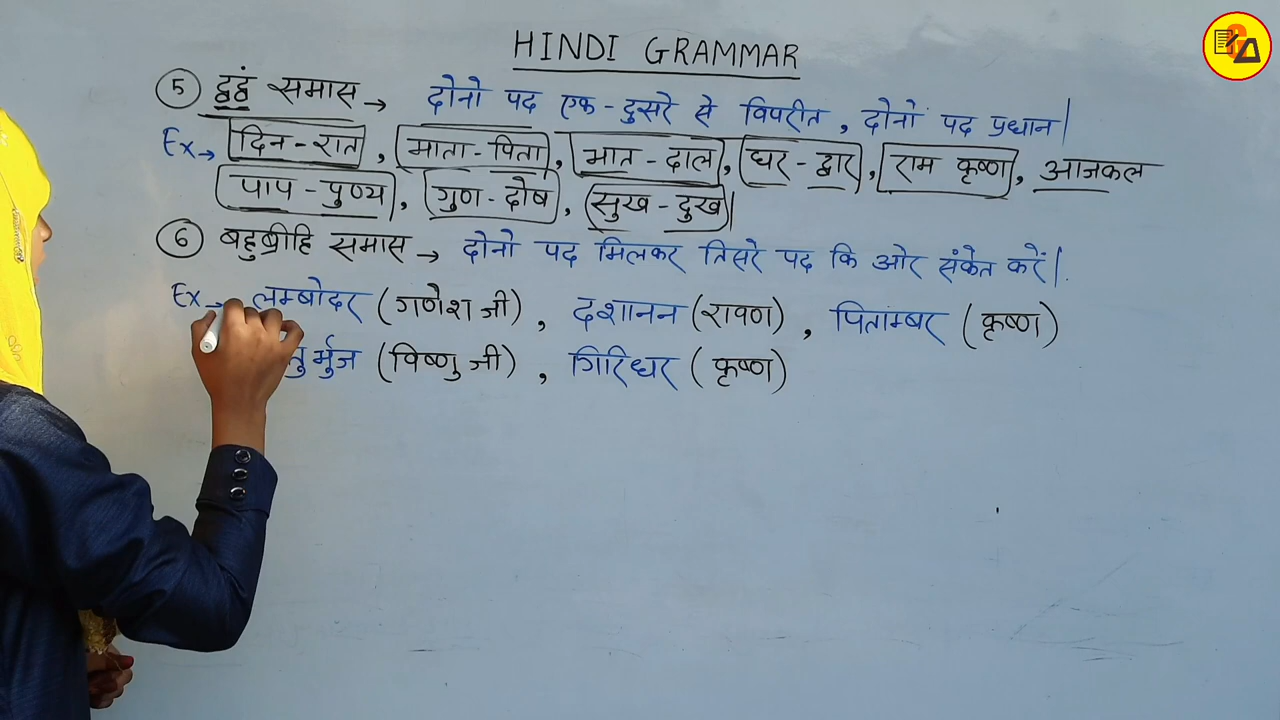 HINDI GRAMMAR
5 द्वद्वं समास → दोनो पद एक-दुसरे से विपरीत, दोनों पद प्रधान|
Ex→ दिन-रात, माता-पिता, भात-दाल, घर-द्वार, राम कृष्ण, आजकल
पाप-पुण्य, गुण-दोष, सुख-दुख|
6 बहुब्रीहि समास → दोनो पद मिलकर तिसरे पद कि ओर संकेत करें|.
Ex→ लम्बोदर (गणेश जी), दशानन (रावण), पितांम्बर (कृष्ण)
तुर्भुज (विष्णु जी), गिरिधर (कृष्ण)